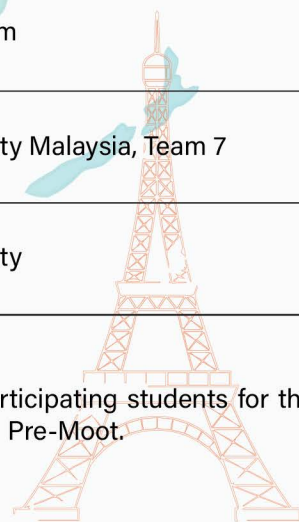 m
ty Malaysia, Team 7
ty
rticipating students for th
Pre-Moot.